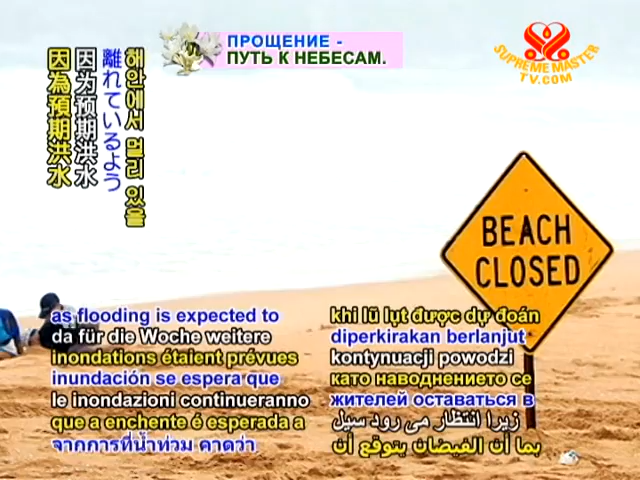 ПРОЩЕНИЕ -
ПУТЬ К НЕБЕСАМ.
SUPREME MASTER
TV.COM
해안에서 멀리 있을
離れているよう
因为预期洪水
因為預期洪水
BEACH
CLOSED
as flooding is expected to
da für die Woche weitere
inondations étaient prévues
inundación se espera que
le inondazioni continueranno
que a enchente é esperada a
จากการที่น้ำท่วม คาดว่า
khi lũ lụt được dự đoán
diperkirakan berlanjut
kontynuacji powodzi
като наводнението се
жителей оставаться в
زیرا انتظار می رود سیل
بما أن الفيضان يتوقع أن